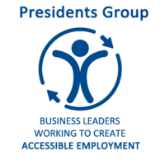 Presidents Group
BUSINESS LEADERS
WORKING TO CREATE
ACCESSIBLE EMPLOYMENT